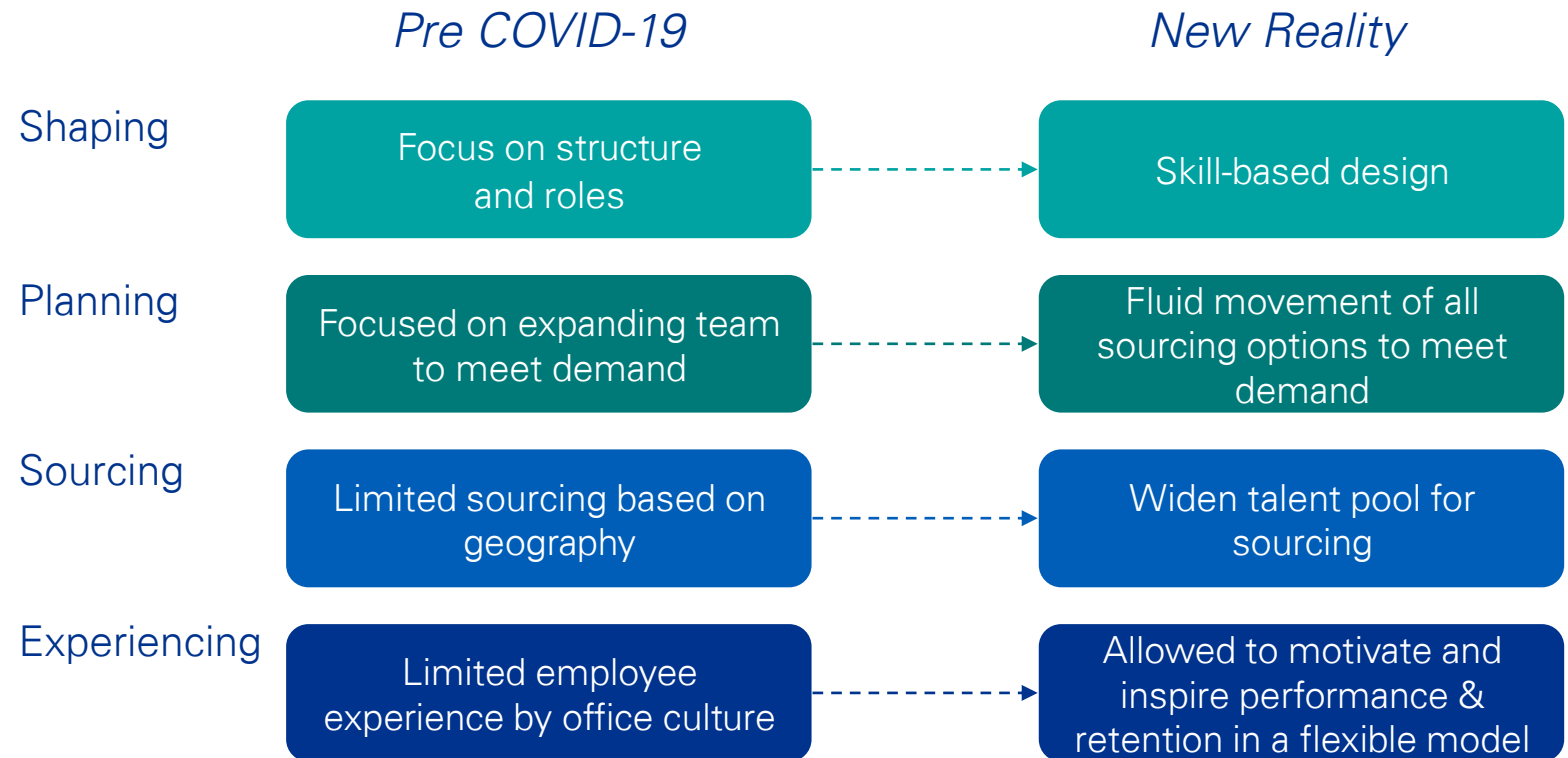 Pre COVID-19
New Reality
Shaping
Focus on structure
and roles
Skill-based design
Planning
Focused on expanding team
to meet demand
Fluid movement of all
sourcing options to meet
demand
Sourcing
Limited sourcing based on
geography
Widen talent pool for
sourcing
Experiencing
Limited employee
experience by office culture
Allowed to motivate and
inspire performance &
retention in a flexible model